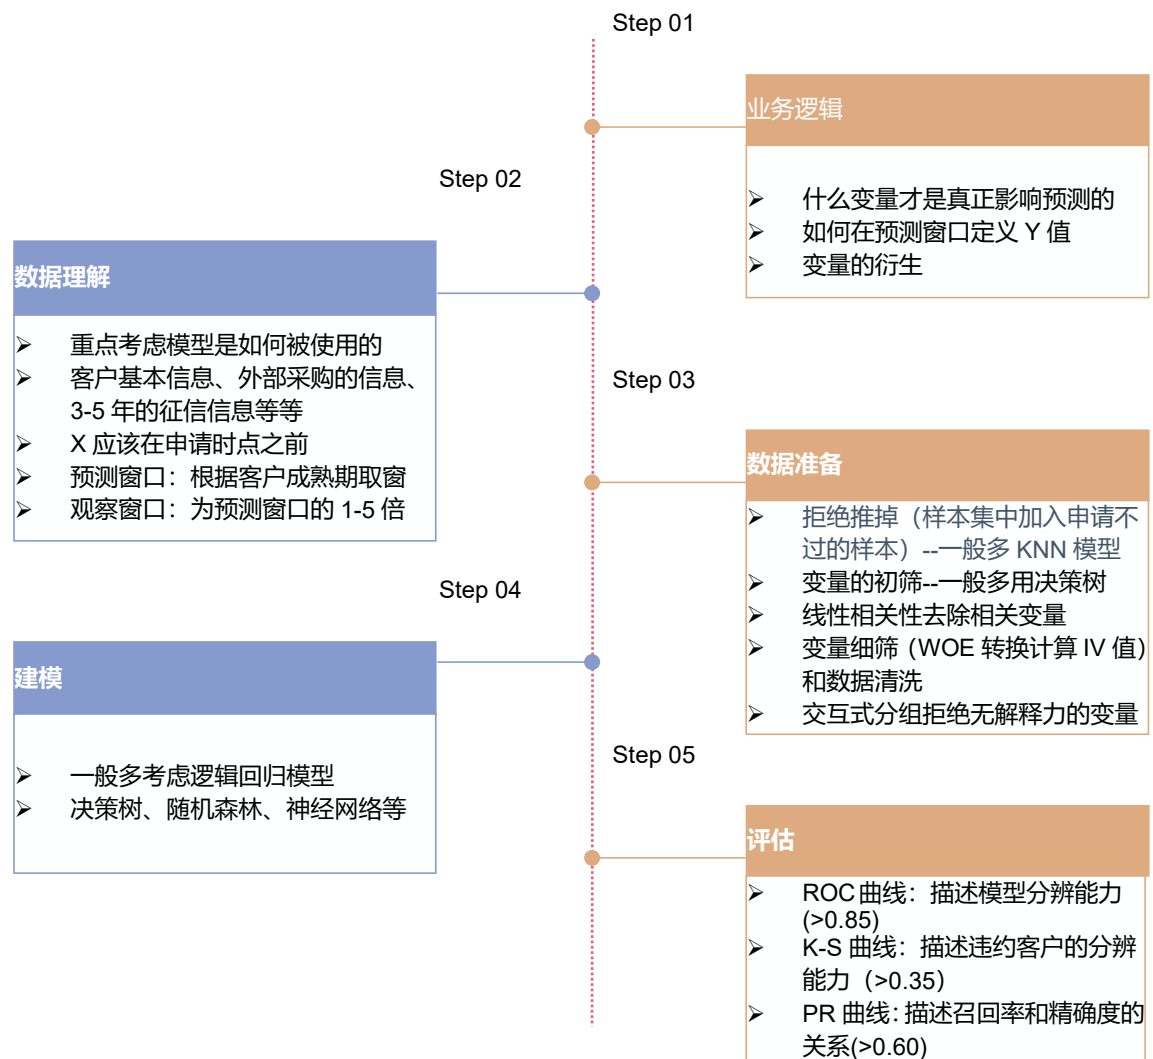 Step 01
业务逻辑
➢ 什么变量才是真正影响预测的
➢ 如何在预测窗口定义 Y 值
➢ 变量的衍生
Step 02
数据理解
➢ 重点考虑模型是如何被使用的
➢ 客户基本信息、外部采购的信息、
3-5 年的征信信息等等
➢ X 应该在申请时点之前
➢ 预测窗口：根据客户成熟期取窗
➢ 观察窗口：为预测窗口的 1-5 倍
Step 03
数据准备
➢ 拒绝推掉（样本集中加入申请不
过的样本）--一般多 KNN 模型
➢ 变量的初筛--一般多用决策树
➢ 线性相关性去除相关变量
➢ 变量细筛（WOE 转换计算 IV 值）
和数据清洗
➢ 交互式分组拒绝无解释力的变量
Step 04
建模
➢ 一般多考虑逻辑回归模型
➢ 决策树、随机森林、神经网络等
Step 05
评估
➢ ROC 曲线：描述模型分辨能力
(>0.85)
➢ K-S 曲线：描述违约客户的分辨
能力（>0.35）
➢ PR 曲线：描述召回率和精确度的
关系(>0.60)